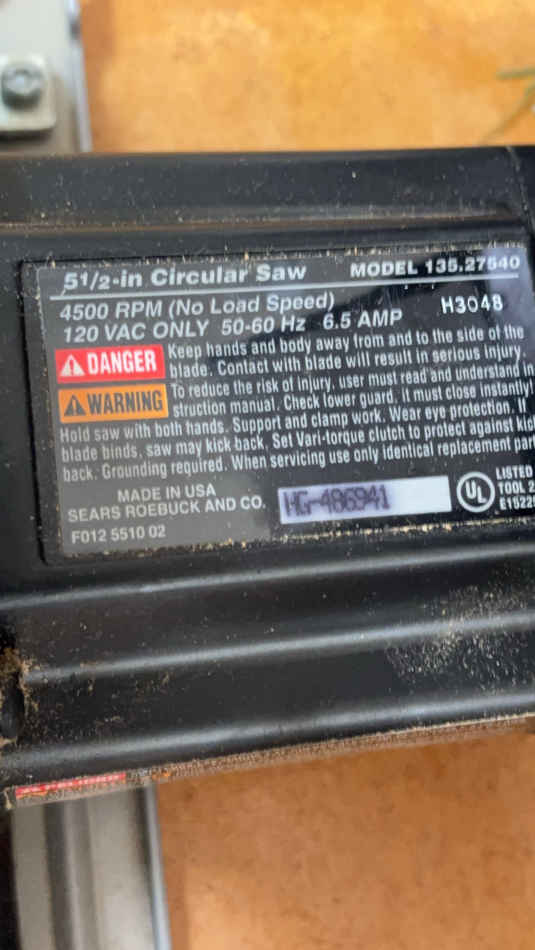 5 1/2-in Circular Saw MODEL 135.27540
4500 RPM (No Load Speed) H3048
120 VAC ONLY 50-60 Hz 6.5 AMP
DANGER Keep hands and body away from and to the side of the
blade. Contact with blade will result in serious injury.
WARNING To reduce the risk of injury, user must read and understand in
struction manual. Check lower guard. It must close instantly!
Hold saw with both hands. Support and clamp work. Wear eye protection. If
blade binds, saw may kick back. Set Vari-torque clutch to protect against kick
back. Grounding required. When servicing use only identical replacement part
MADE IN USA
SEARS ROEBUCK AND CO. HG-486941
F012 5510 02
UL LISTED
TOOL 2
E1522